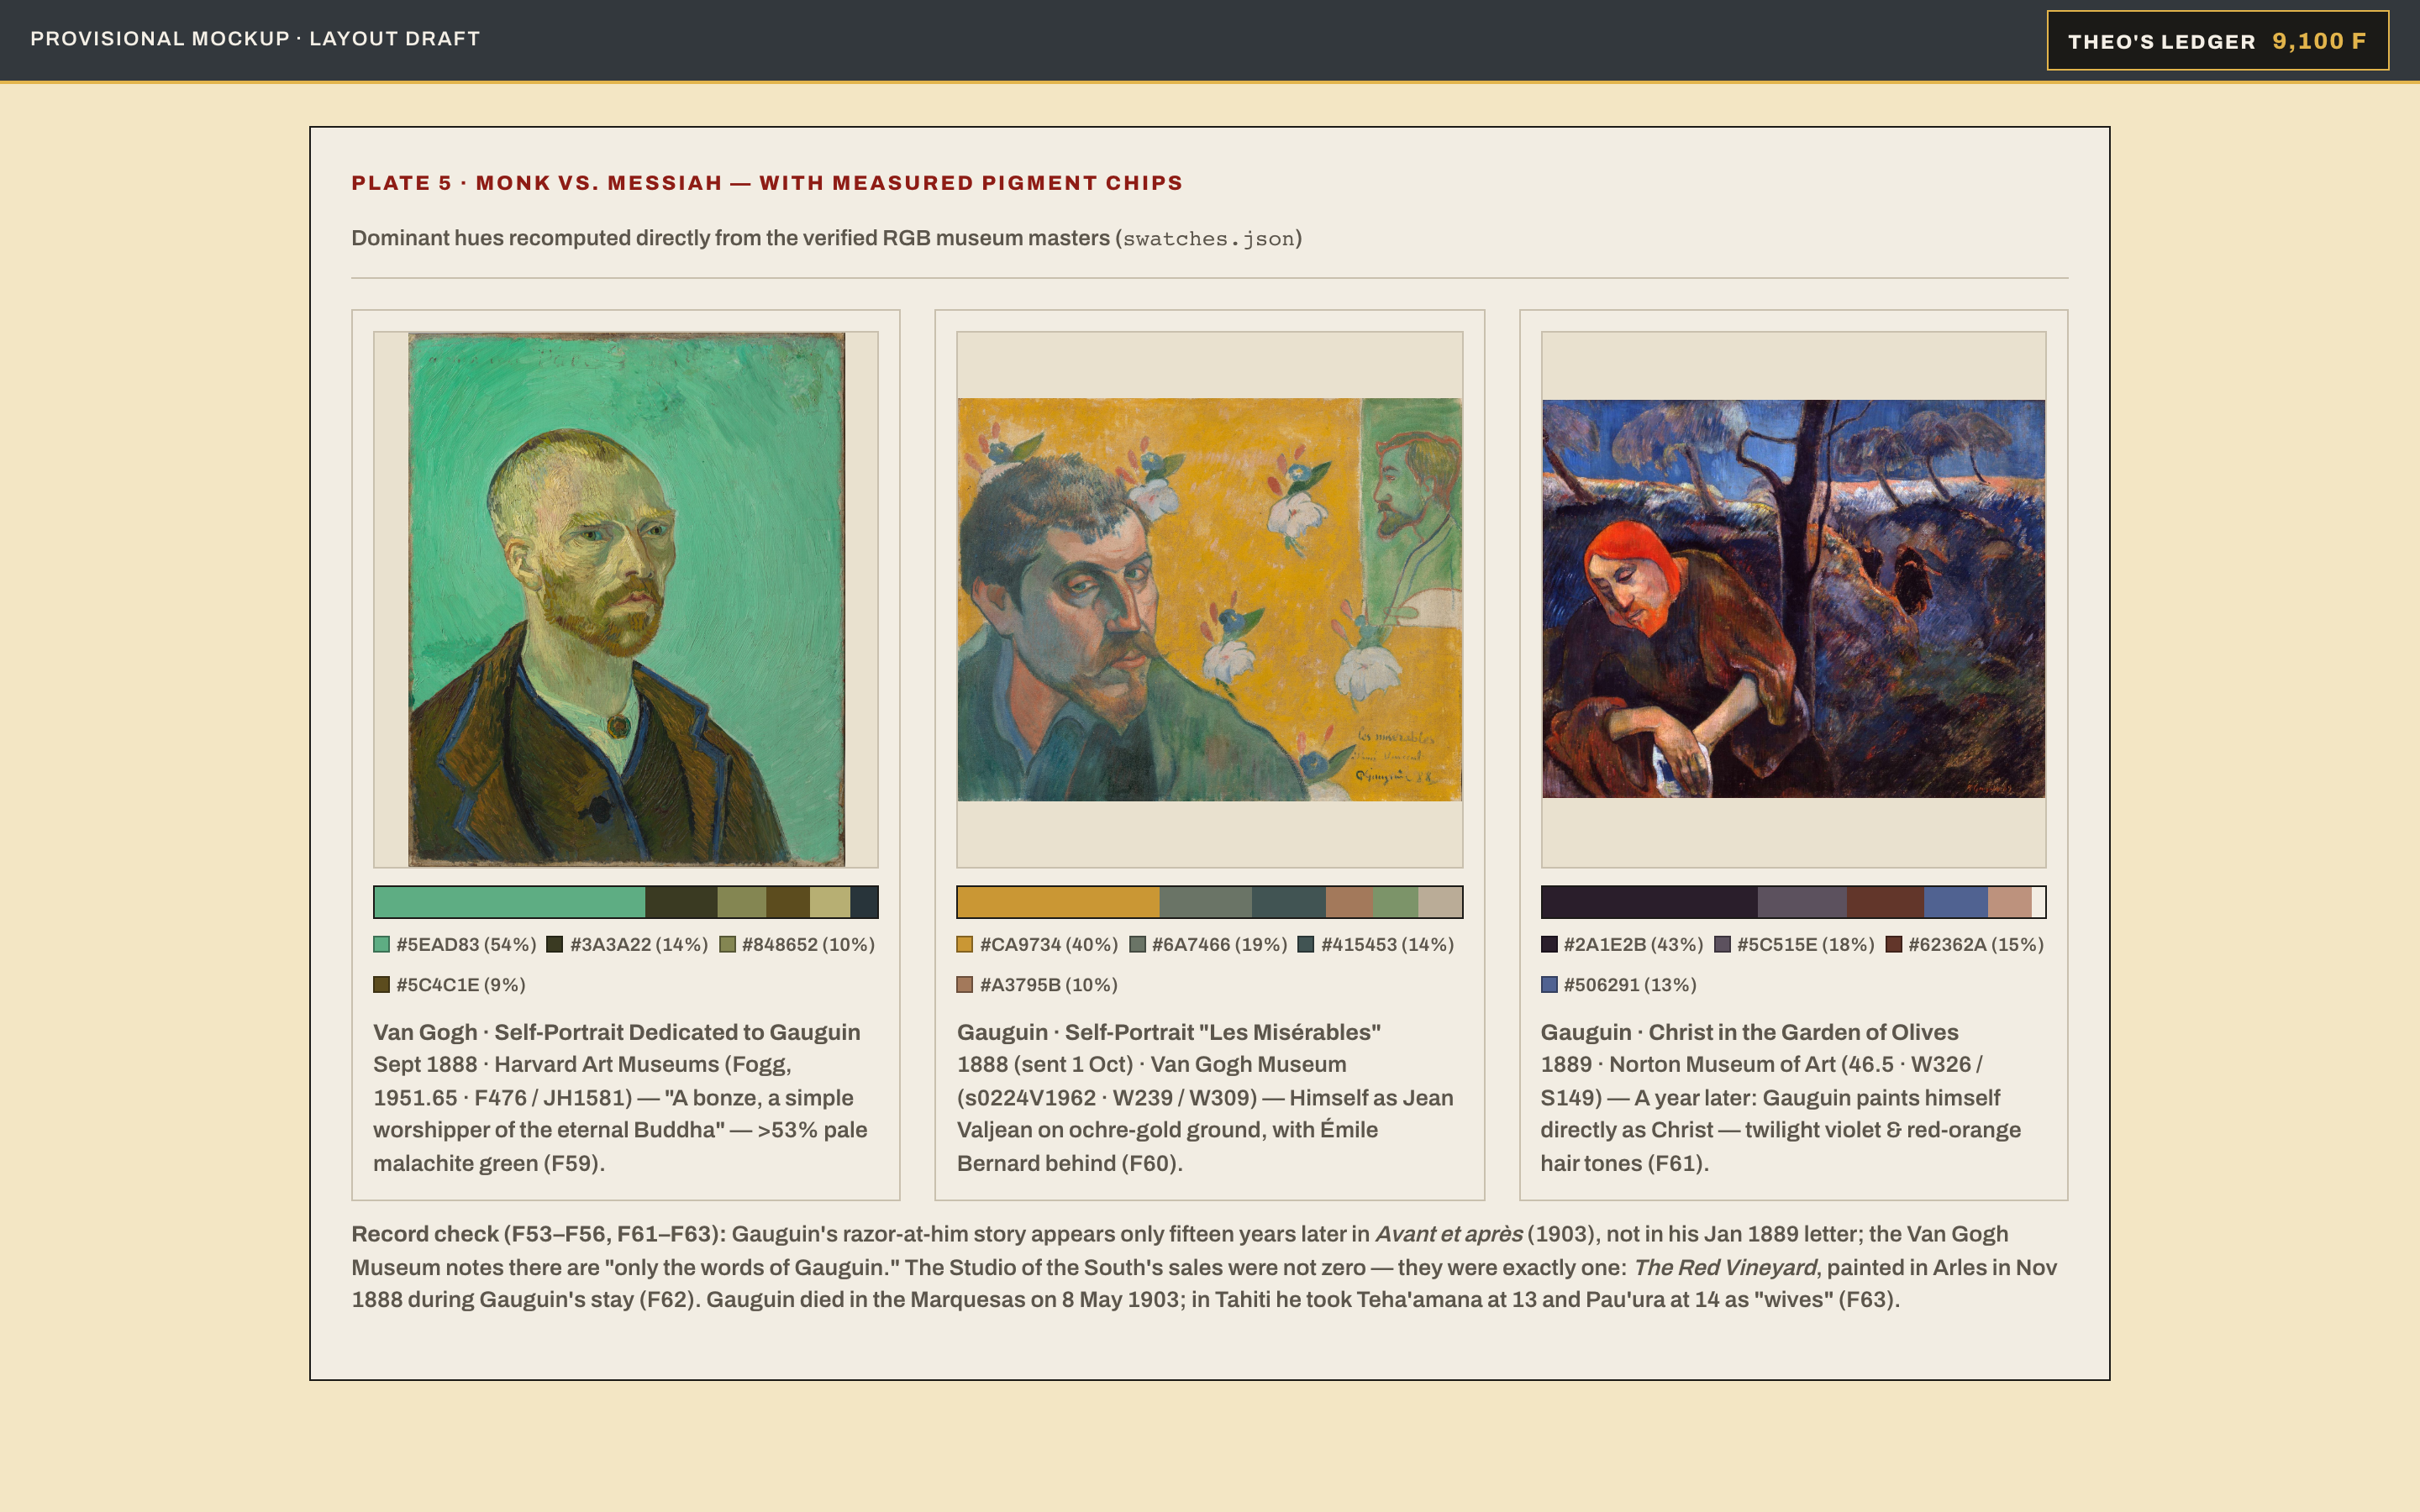 PROVISIONAL MOCKUP · LAYOUT DRAFT
THEO'S LEDGER 9,100 F
PLATE 5 · MONK VS. MESSIAH — WITH MEASURED PIGMENT CHIPS
Dominant hues recomputed directly from the verified RGB museum masters (swatches.json)
les misérables
Vincent
#5EAD83 (54%) #3A3A22 (14%) #848652 (10%)
#5C4C1E (9%)
Van Gogh · Self-Portrait Dedicated to Gauguin
Sept 1888 · Harvard Art Museums (Fogg,
1951.65 · F476 / JH1581) — "A bonze, a simple
worshipper of the eternal Buddha" — >53% pale
malachite green (F59).
#CA9734 (40%) #6A7466 (19%) #415453 (14%)
#A3795B (10%)
Gauguin · Self-Portrait "Les Misérables"
1888 (sent 1 Oct) · Van Gogh Museum
(s0224V1962 · W239 / W309) — Himself as Jean
Valjean on ochre-gold ground, with Émile
Bernard behind (F60).
#2A1E2B (43%) #5C515E (18%) #62362A (15%)
#506291 (13%)
Gauguin · Christ in the Garden of Olives
1889 · Norton Museum of Art (46.5 · W326 /
S149) — A year later: Gauguin paints himself
directly as Christ — twilight violet & red-orange
hair tones (F61).
Record check (F53–F56, F61–F63): Gauguin's razor-at-him story appears only fifteen years later in Avant et après (1903), not in his Jan 1889 letter; the Van Gogh
Museum notes there are "only the words of Gauguin." The Studio of the South's sales were not zero — they were exactly one: The Red Vineyard, painted in Arles in Nov
1888 during Gauguin's stay (F62). Gauguin died in the Marquesas on 8 May 1903; in Tahiti he took Teha'amana at 13 and Pau'ura at 14 as "wives" (F63).